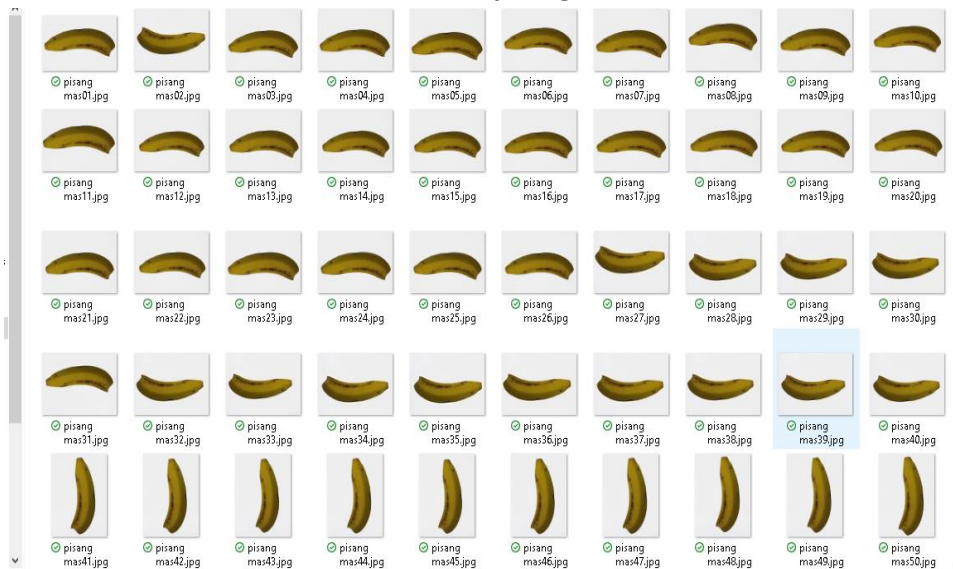 pisang
mas01.jpg
pisang
mas02.jpg
pisang
mas03.jpg
pisang
mas04.jpg
pisang
mas05.jpg
pisang
mas06.jpg
pisang
mas07.jpg
pisang
mas08.jpg
pisang
mas09.jpg
pisang
mas10.jpg
pisang
mas11.jpg
pisang
mas12.jpg
pisang
mas13.jpg
pisang
mas14.jpg
pisang
mas15.jpg
pisang
mas16.jpg
pisang
mas17.jpg
pisang
mas18.jpg
pisang
mas19.jpg
pisang
mas20.jpg
pisang
mas21.jpg
pisang
mas22.jpg
pisang
mas23.jpg
pisang
mas24.jpg
pisang
mas25.jpg
pisang
mas26.jpg
pisang
mas27.jpg
pisang
mas28.jpg
pisang
mas29.jpg
pisang
mas30.jpg
pisang
mas31.jpg
pisang
mas32.jpg
pisang
mas33.jpg
pisang
mas34.jpg
pisang
mas35.jpg
pisang
mas36.jpg
pisang
mas37.jpg
pisang
mas38.jpg
pisang
mas39.jpg
pisang
mas40.jpg
pisang
mas41.jpg
pisang
mas42.jpg
pisang
mas43.jpg
pisang
mas44.jpg
pisang
mas45.jpg
pisang
mas46.jpg
pisang
mas47.jpg
pisang
mas48.jpg
pisang
mas49.jpg
pisang
mas50.jpg